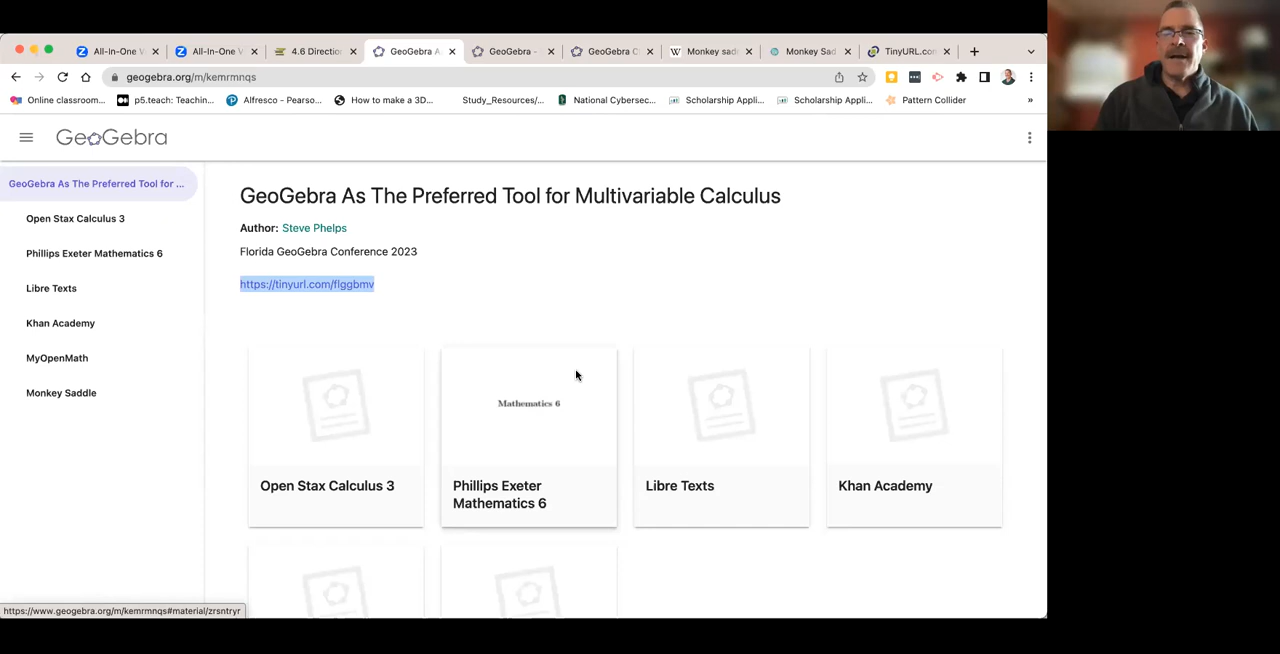 All-In-One V
All-In-One V
4.6 Direction
GeoGebra A
GeoGebra -
GeoGebra C
Monkey sad
Monkey Sad
TinyURL.com
geogebra.org/m/kemrmnqs
Online classroom...
p5.teach: Teachin...
Alfresco - Pearso...
How to make a 3D...
Study_Resources/...
National Cybersec...
Scholarship Appli...
Scholarship Appli...
Pattern Collider
»
GeoGebra
GeoGebra As The Preferred Tool for ...
Open Stax Calculus 3
Phillips Exeter Mathematics 6
Libre Texts
Khan Academy
MyOpenMath
Monkey Saddle
GeoGebra As The Preferred Tool for Multivariable Calculus
Author: Steve Phelps
Florida GeoGebra Conference 2023
https://tinyurl.com/flggbmv
Mathematics 6
Open Stax Calculus 3
Phillips Exeter
Mathematics 6
Libre Texts
Khan Academy
https://www.geogebra.org/m/kemrmnqs#material/zrsntryr